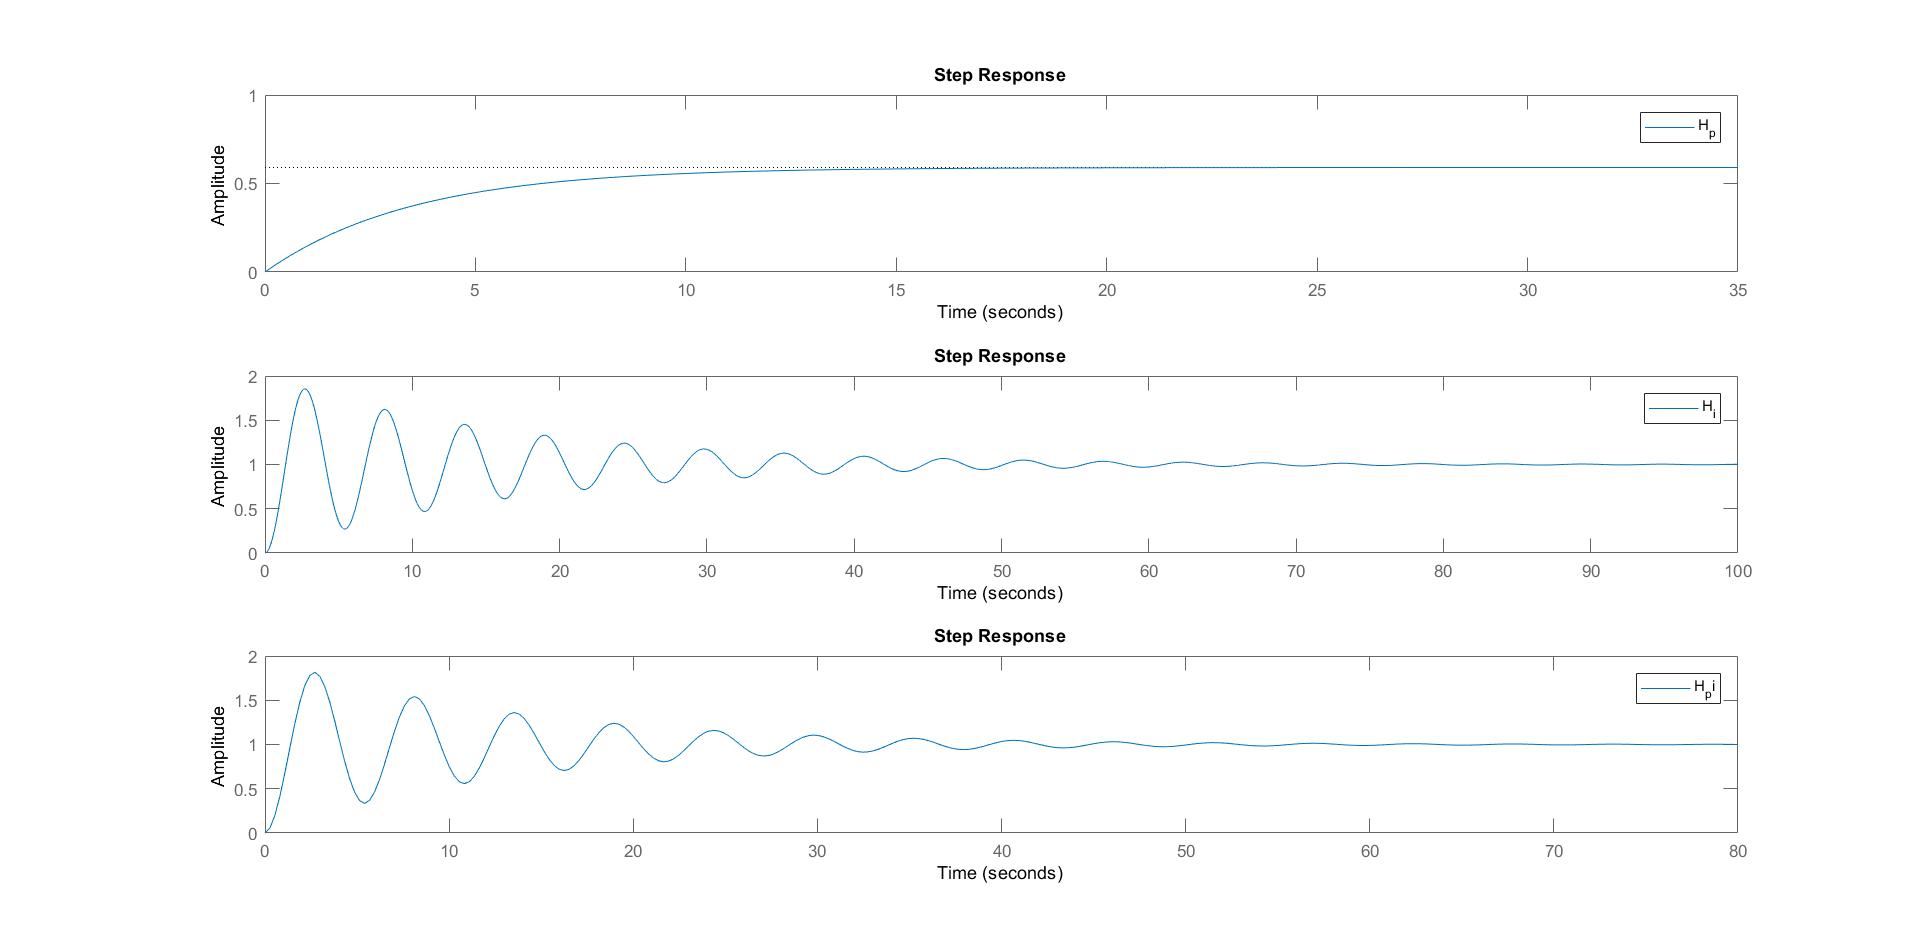 Step Response
1
0.5
0
Amplitude
H_p
0 5 10 15 20 25 30 35
Time (seconds)
Step Response
2
1.5
1
0.5
0
Amplitude
H_i
0 10 20 30 40 50 60 70 80 90 100
Time (seconds)
Step Response
2
1.5
1
0.5
0
Amplitude
H_pi
0 10 20 30 40 50 60 70 80
Time (seconds)